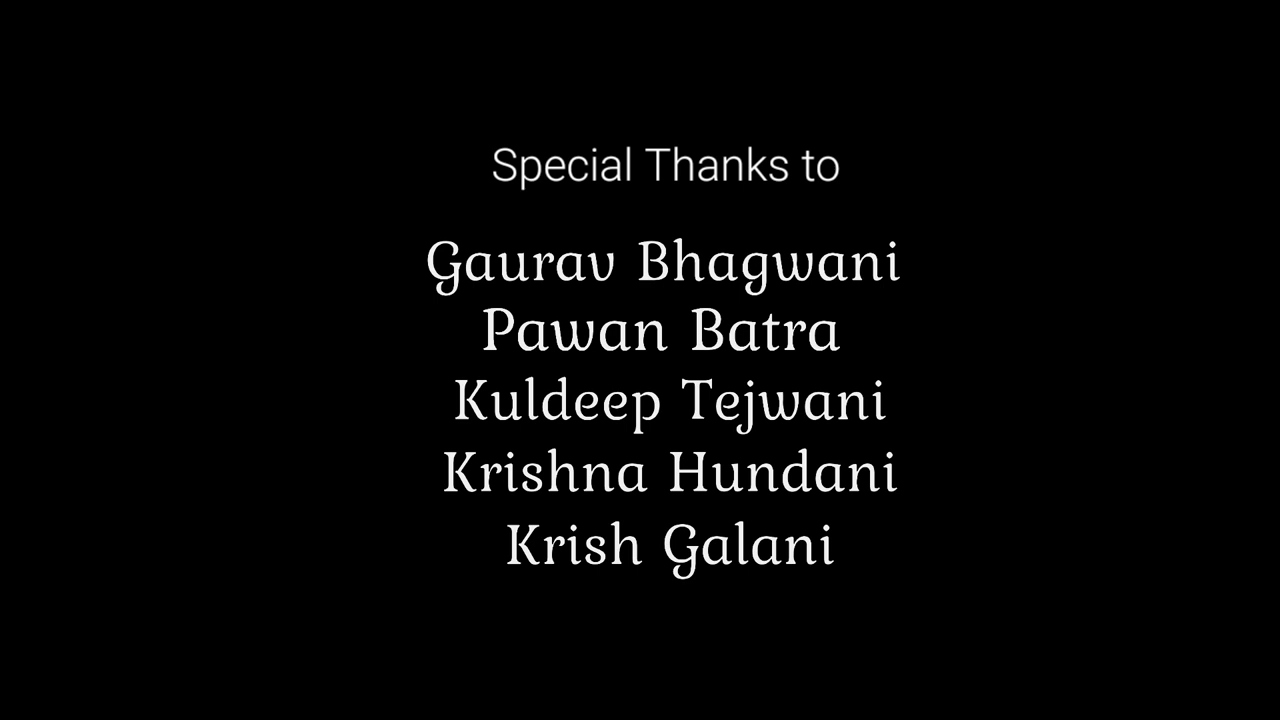 Special Thanks to
Gaurav Bhagwani
Pawan Batra
Kuldeep Tejwani
Krishna Hundani
Krish Galani